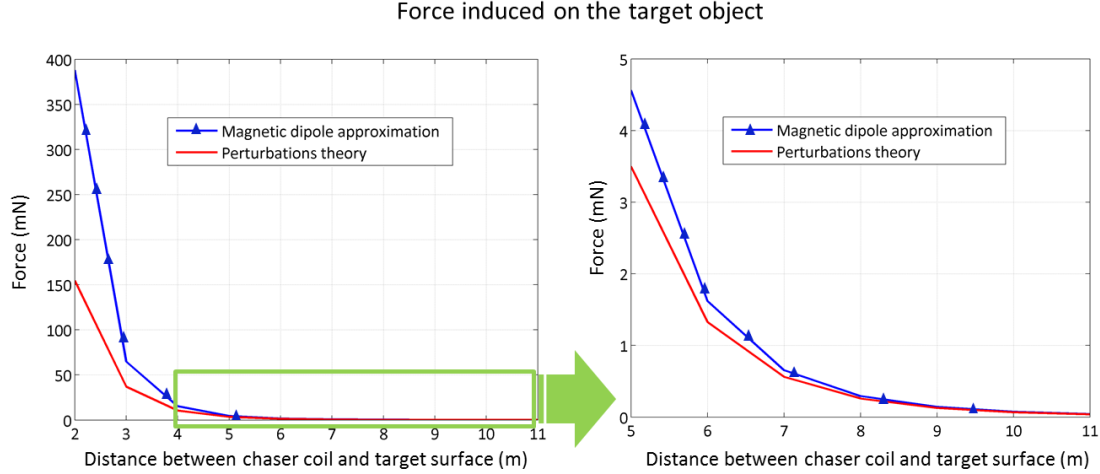 Force induced on the target object
400
350
300
250
200
150
100
50
0
Force (mN)
Magnetic dipole approximation
Perturbations theory
2 3 4 5 6 7 8 9 10 11
Distance between chaser coil and target surface (m)
5
4
3
2
1
0
Force (mN)
Magnetic dipole approximation
Perturbations theory
5 6 7 8 9 10 11
Distance between chaser coil and target surface (m)